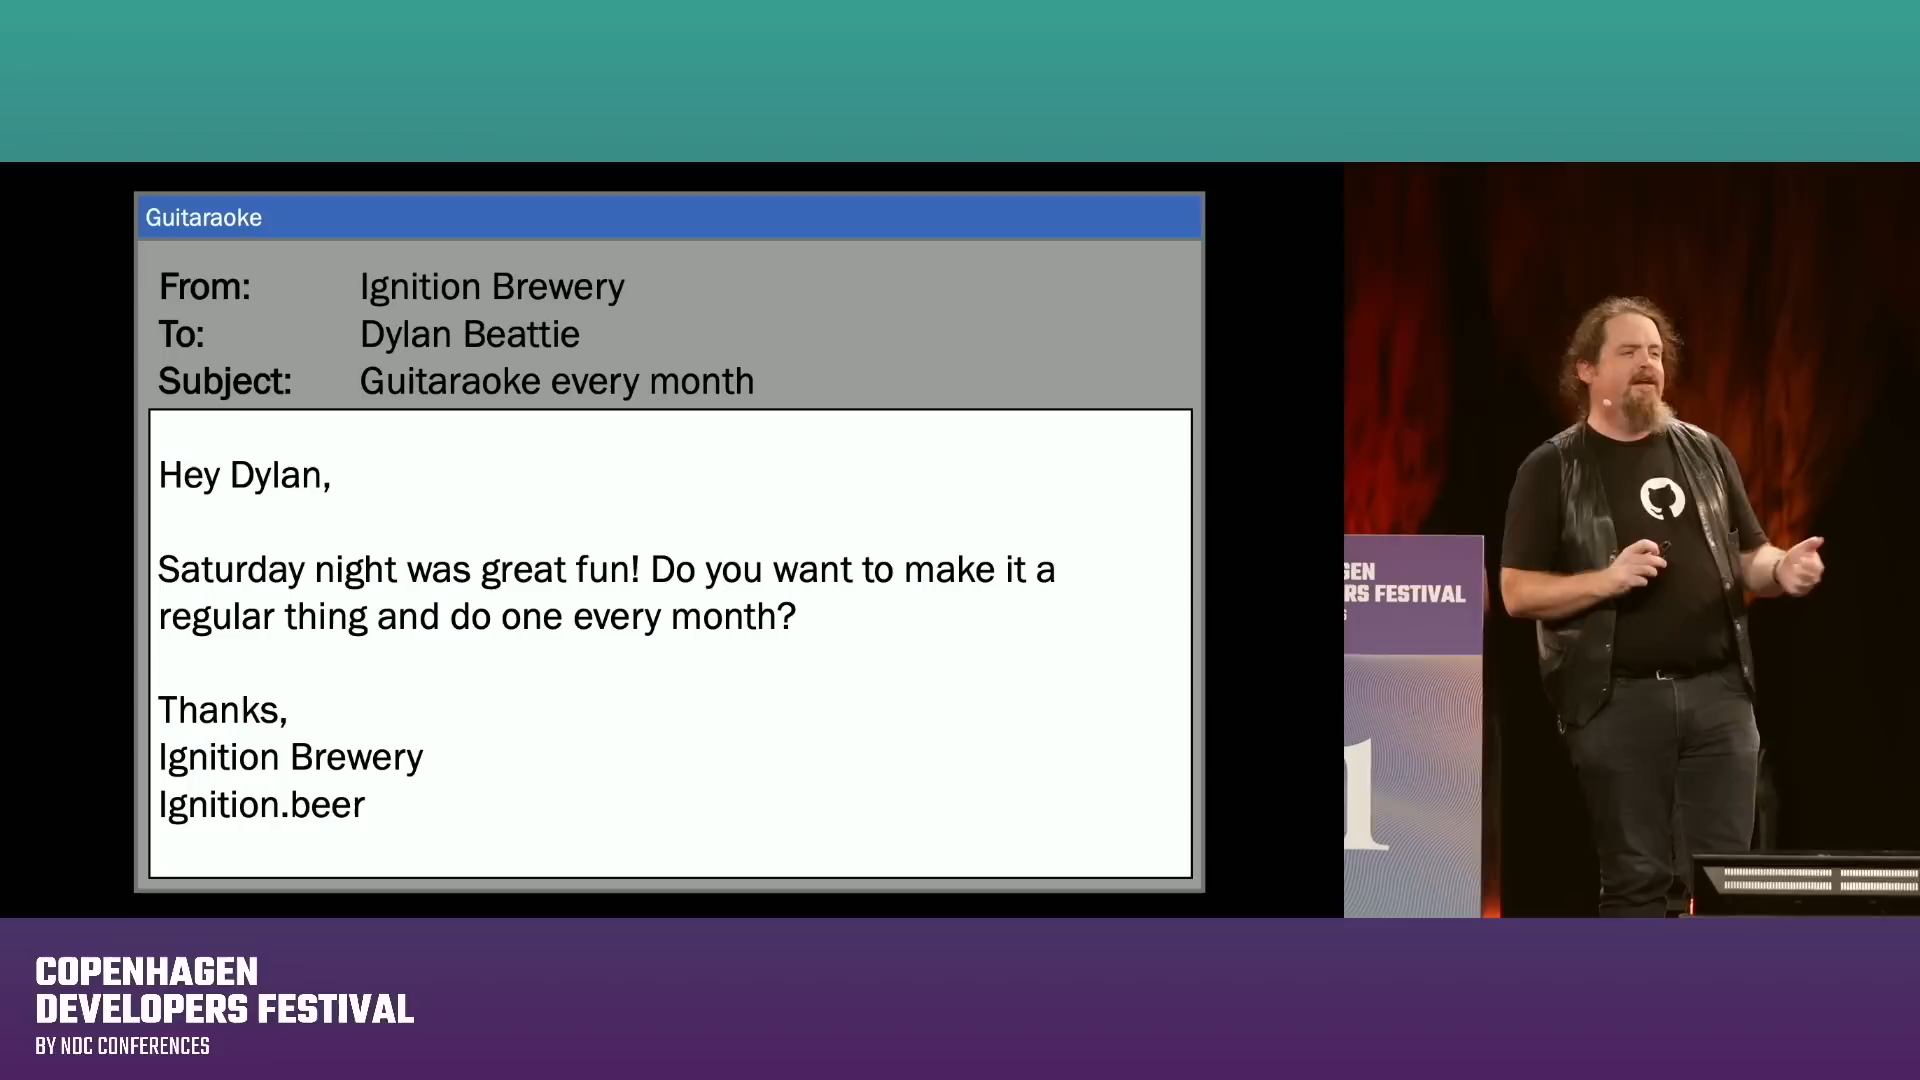 Guitaraoke
From: Ignition Brewery
To: Dylan Beattie
Subject: Guitaraoke every month
Hey Dylan,
Saturday night was great fun! Do you want to make it a
regular thing and do one every month?
Thanks,
Ignition Brewery
Ignition.beer
GEN
RS FESTIVAL
COPENHAGEN
DEVELOPERS FESTIVAL
BY NDC CONFERENCES